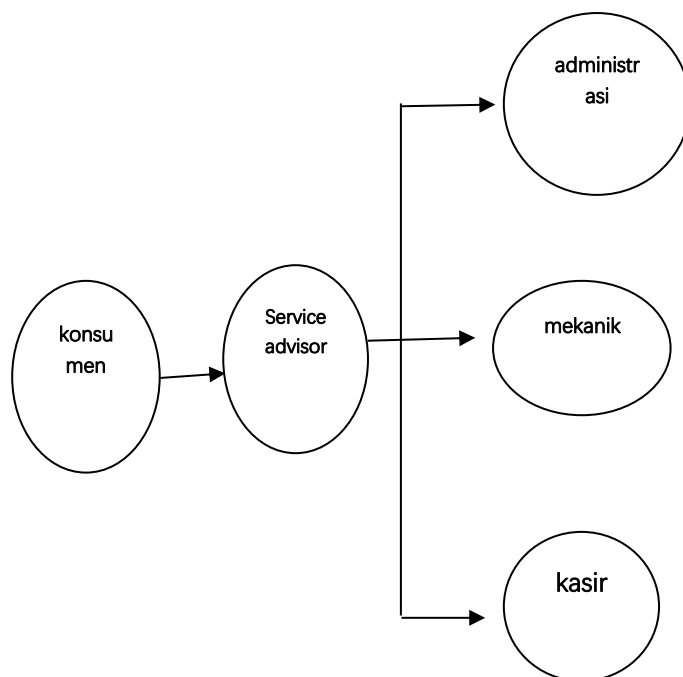 administr
asi
konsu
men
Service
advisor
mekanik
kasir